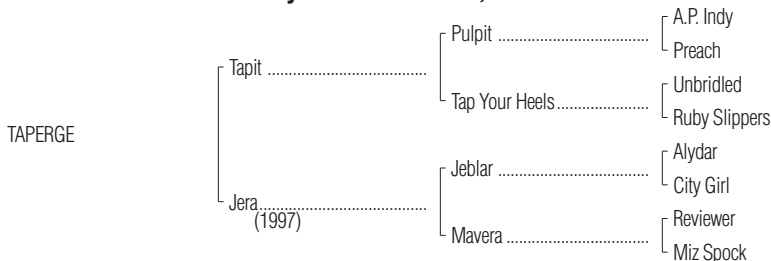 A.P. Indy
Pulpit
Preach
Tapit
Unbridled
Tap Your Heels
Ruby Slippers
TAPERGE
Alydar
Jeblar
City Girl
Jera
(1997)
Reviewer
Mavera
Miz Spock